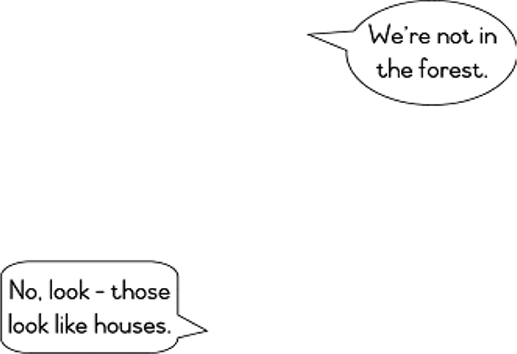 We're not in
the forest.
No, look - those
look like houses.